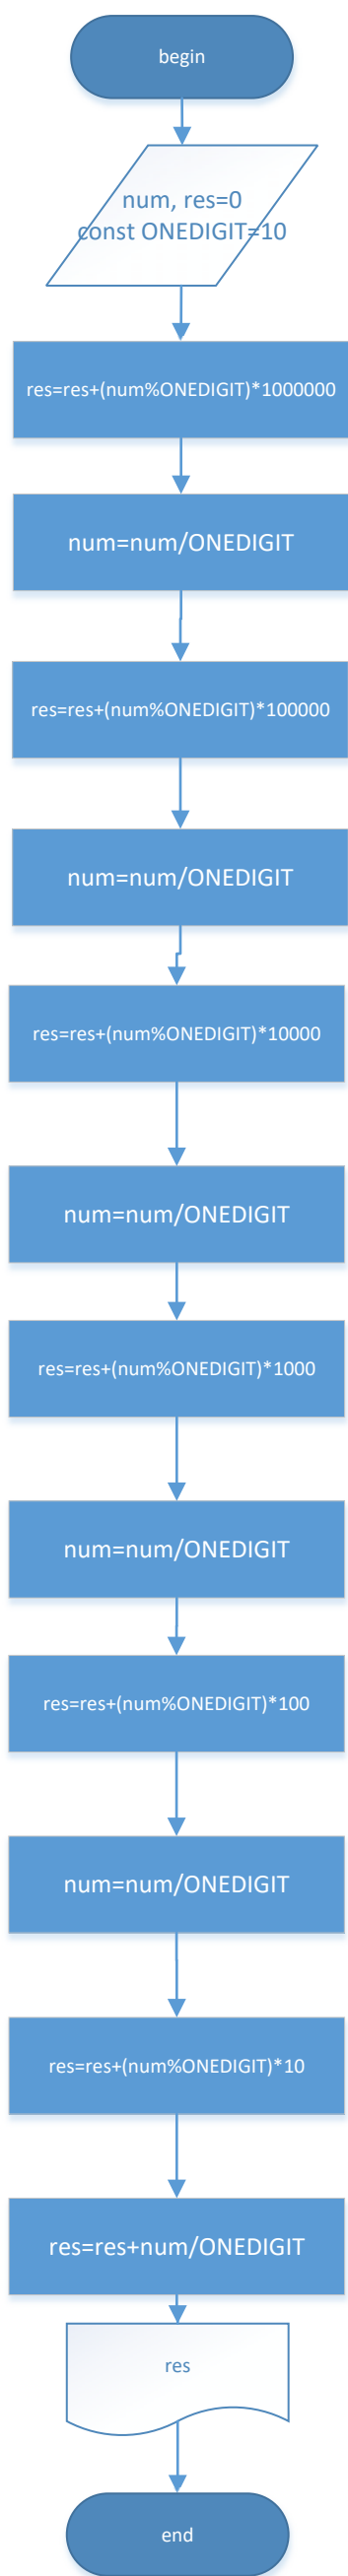 begin
num, res=0
const ONEDIGIT=10
res=res+(num%ONEDIGIT)*1000000
num=num/ONEDIGIT
res=res+(num%ONEDIGIT)*100000
num=num/ONEDIGIT
res=res+(num%ONEDIGIT)*10000
num=num/ONEDIGIT
res=res+(num%ONEDIGIT)*1000
num=num/ONEDIGIT
res=res+(num%ONEDIGIT)*100
num=num/ONEDIGIT
res=res+(num%ONEDIGIT)*10
res=res+num/ONEDIGIT
res
end